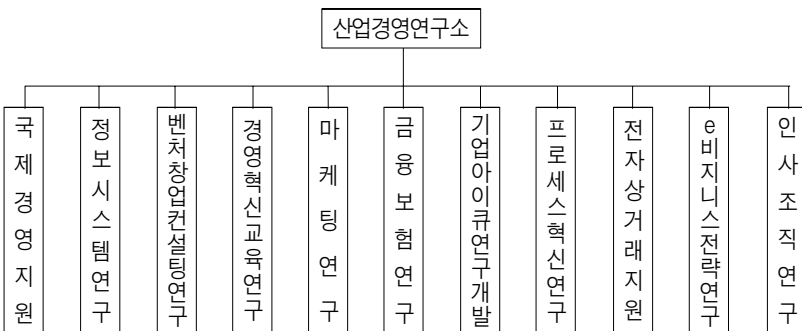 산업경영연구소
국제경영지원
정보시스템연구
벤처창업컨설팅연구
경영혁신교육연구
마케팅연구
금융보험연구
기업아이큐연구개발
프로세스혁신연구
전자상거래지원
e비지니스전략연구
인사조직연구